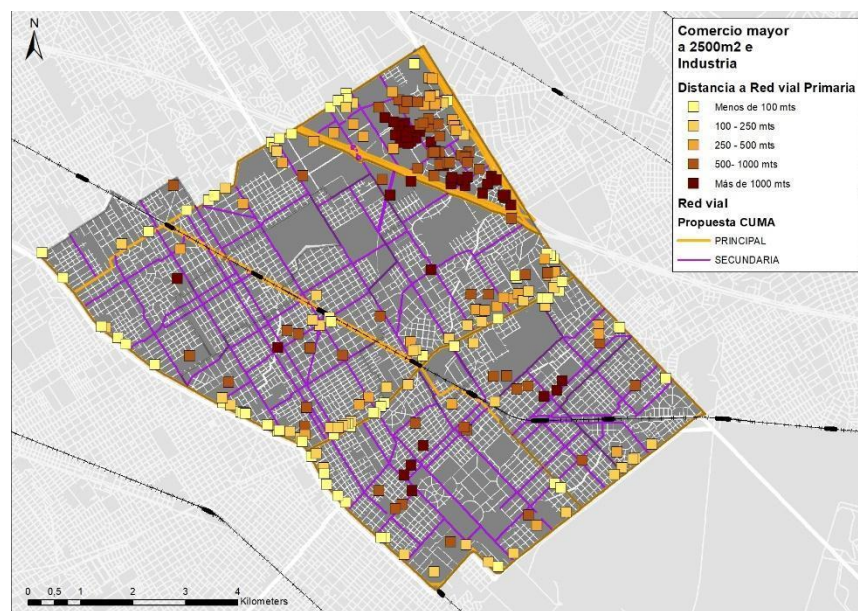 N
Comercio mayor
a 2500m2 e
Industria
Distancia a Red vial Primaria
Menos de 100 mts
100 - 250 mts
250 - 500 mts
500- 1000 mts
Más de 1000 mts
Red vial
Propuesta CUMA
PRINCIPAL
SECUNDARIA
0 0,5 1 2 3 4
Kilometers